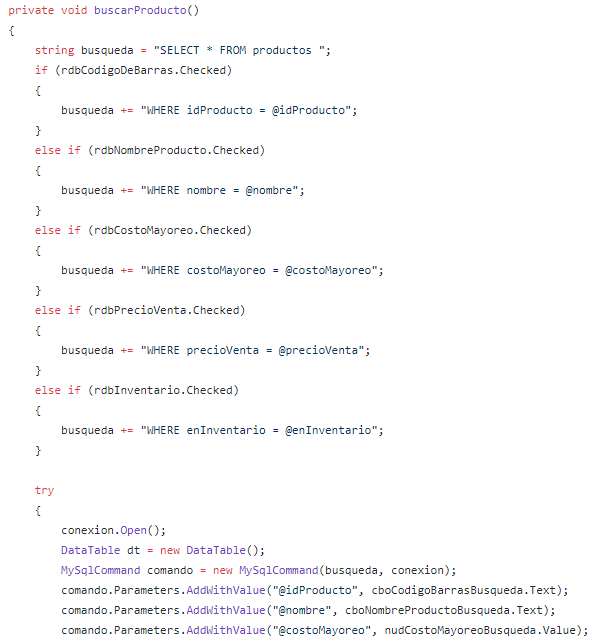 private void buscarProducto()
{
string busqueda = "SELECT * FROM productos ";
if (rdbCodigoDeBarras.Checked)
{
busqueda += "WHERE idProducto = @idProducto";
}
else if (rdbNombreProducto.Checked)
{
busqueda += "WHERE nombre = @nombre";
}
else if (rdbCostoMayoreo.Checked)
{
busqueda += "WHERE costoMayoreo = @costoMayoreo";
}
else if (rdbPrecioVenta.Checked)
{
busqueda += "WHERE precioVenta = @precioVenta";
}
else if (rdbInventario.Checked)
{
busqueda += "WHERE enInventario = @enInventario";
}
try
{
conexion.Open();
DataTable dt = new DataTable();
MySqlCommand comando = new MySqlCommand(busqueda, conexion);
comando.Parameters.AddWithValue("@idProducto", cboCodigoBarrasBusqueda.Text);
comando.Parameters.AddWithValue("@nombre", cboNombreProductoBusqueda.Text);
comando.Parameters.AddWithValue("@costoMayoreo", nudCostoMayoreoBusqueda.Value);